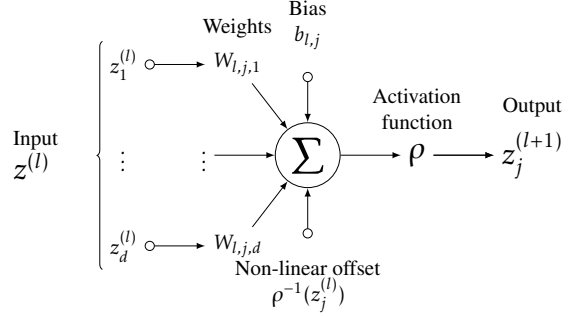 Input
z^{(l)}
z_1^{(l)}
⋮
z_d^{(l)}
Weights
W_{l,j,1}
⋮
W_{l,j,d}
Bias
b_{l,j}
∑
Non-linear offset
ρ^{-1}(z_j^{(l)})
Activation
function
ρ
Output
z_j^{(l+1)}